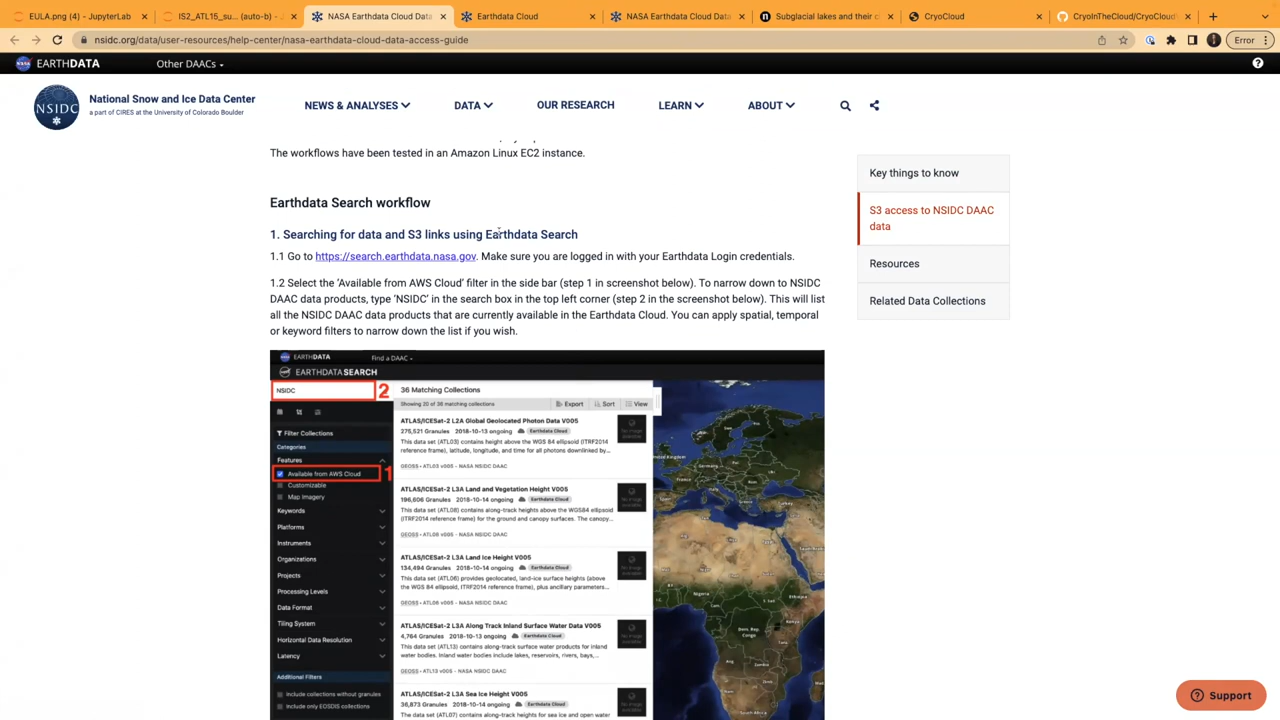 EULA.png (4) - JupyterLab
IS2_ATL15_su... (auto-b) - J
NASA Earthdata Cloud Data
Earthdata Cloud
NASA Earthdata Cloud Data
Subglacial lakes and their c
CryoCloud
CryoInTheCloud/CryoCloud
nsidc.org/data/user-resources/help-center/nasa-earthdata-cloud-data-access-guide
Error
EARTHDATA
Other DAACs
NSIDC
National Snow and Ice Data Center
a part of CIRES at the University of Colorado Boulder
NEWS & ANALYSES
DATA
OUR RESEARCH
LEARN
ABOUT
The workflows have been tested in an Amazon Linux EC2 instance.
Key things to know
S3 access to NSIDC DAAC
data
Resources
Related Data Collections
Earthdata Search workflow
1. Searching for data and S3 links using Earthdata Search
1.1 Go to https://search.earthdata.nasa.gov. Make sure you are logged in with your Earthdata Login credentials.
1.2 Select the 'Available from AWS Cloud' filter in the side bar (step 1 in screenshot below). To narrow down to NSIDC
DAAC data products, type 'NSIDC' in the search box in the top left corner (step 2 in the screenshot below). This will list
all the NSIDC DAAC data products that are currently available in the Earthdata Cloud. You can apply spatial, temporal
or keyword filters to narrow down the list if you wish.
EARTHDATA
Find a DAAC
EARTHDATA SEARCH
NSIDC
2
Filter Collections
Categories
Features
Available from AWS Cloud
1
Customizable
Map Imagery
Keywords
Platforms
Instruments
Organizations
Projects
Processing Levels
Data Format
Tiling System
Horizontal Data Resolution
Latency
Additional Filters
Include collections without granules
Include only EOSDIS collections
36 Matching Collections
Showing 20 of 36 matching collections
Export
Sort
View
ATLAS/ICESat-2 L2A Global Geolocated Photon Data V005
275,521 Granules 2018-10-13 ongoing Earthdata Cloud
This data set (ATL03) contains height above the WGS 84 ellipsoid (ITRF2014
reference frame), latitude, longitude, and time for all photons downlinked by...
GEOSS • ATL03 v005 - NASA NSIDC DAAC
ATLAS/ICESat-2 L3A Land and Vegetation Height V005
196,606 Granules 2018-10-14 ongoing Earthdata Cloud
This data set (ATL08) contains along-track heights above the WGS84 ellipsoid
(ITRF2014 reference frame) for the ground and canopy surfaces. The canopy...
GEOSS • ATL08 v005 - NASA NSIDC DAAC
ATLAS/ICESat-2 L3A Land Ice Height V005
134,494 Granules 2018-10-14 ongoing Earthdata Cloud
This data set (ATL06) provides geolocated, land-ice surface heights (above
the WGS 84 ellipsoid, ITRF2014 reference frame), plus ancillary parameters...
GEOSS • ATL06 v005 - NASA NSIDC DAAC
ATLAS/ICESat-2 L3A Along Track Inland Surface Water Data V005
4,764 Granules 2018-10-13 ongoing Earthdata Cloud
This data set (ATL13) contains along-track surface water products for inland
water bodies. Inland water bodies include lakes, reservoirs, rivers, bays,...
GEOSS • ATL13 v005 - NASA NSIDC DAAC
ATLAS/ICESat-2 L3A Sea Ice Height V005
36,873 Granules 2018-10-14 ongoing Earthdata Cloud
The data set (ATL07) contains along-track heights for sea ice and open water
Support